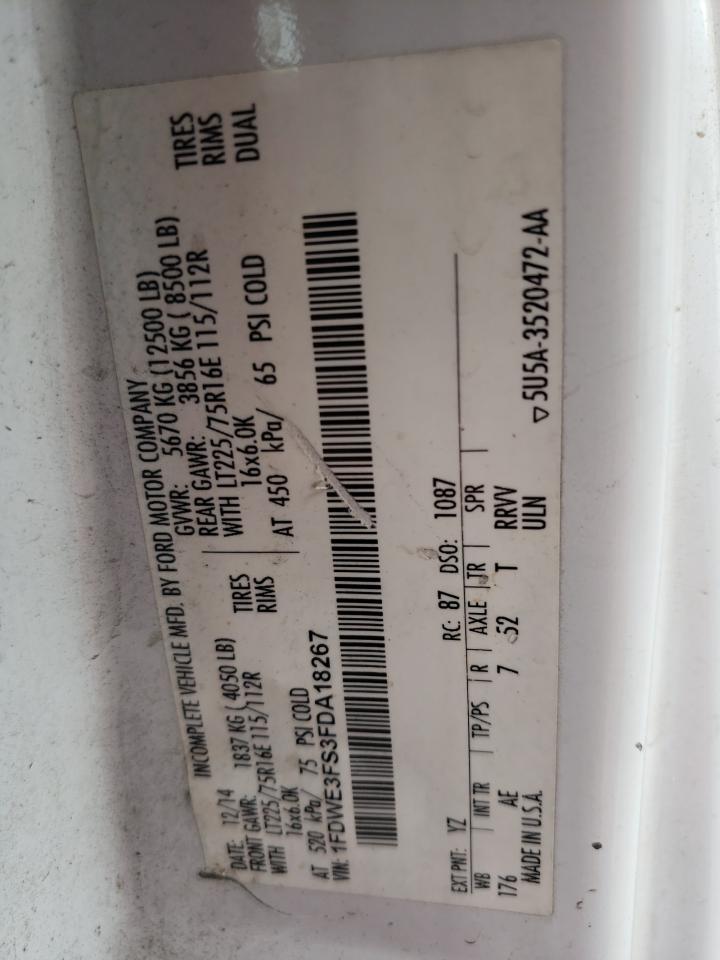 INCOMPLETE VEHICLE MFD. BY FORD MOTOR COMPANY
DATE: 12/14 GVWR: 5670 KG (12500 LB)
FRONT GAWR: 1837 KG ( 4050 LB) REAR GAWR: 3856 KG ( 8500 LB)
WITH LT225/75R16E 115/112R TIRES WITH LT225/75R16E 115/112R TIRES
16x6.0K RIMS 16x6.0K RIMS
AT 520 kPa/ 75 PSI COLD AT 450 kPa/ 65 PSI COLD DUAL
VIN: 1FDWE3FS3FDA18267
EXT PNT: YZ RC: 87 DSO: 1087
WB INT TR TP/PS R AXLE TR SPR
176 AE 7 52 T RRVV
MADE IN U.S.A. ULN
▽5U5A-3520472-AA